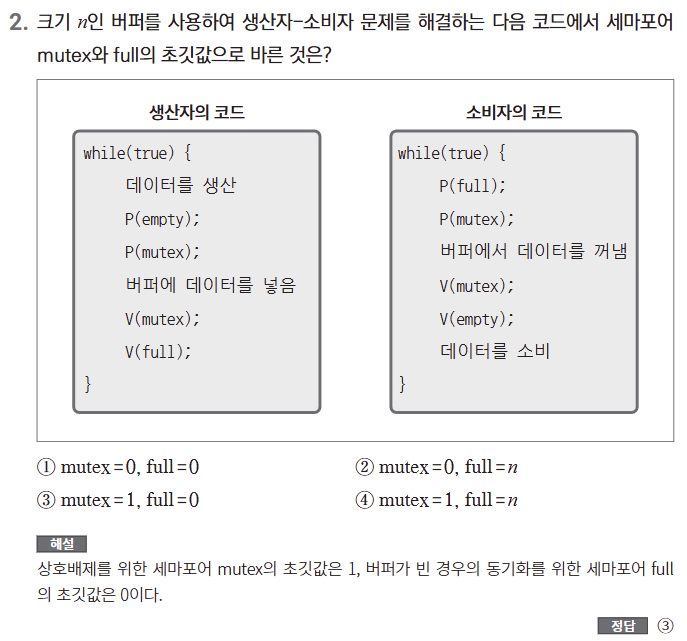 2. 크기 n인 버퍼를 사용하여 생산자-소비자 문제를 해결하는 다음 코드에서 세마포어
mutex와 full의 초깃값으로 바른 것은?
생산자의 코드
while(true) {
데이터를 생산
P(empty);
P(mutex);
버퍼에 데이터를 넣음
V(mutex);
V(full);
}
소비자의 코드
while(true) {
P(full);
P(mutex);
버퍼에서 데이터를 꺼냄
V(mutex);
V(empty);
데이터를 소비
}
① mutex=0, full=0
② mutex=0, full=n
③ mutex=1, full=0
④ mutex=1, full=n
해설
상호배제를 위한 세마포어 mutex의 초깃값은 1, 버퍼가 빈 경우의 동기화를 위한 세마포어 full
의 초깃값은 0이다.
정답 ③